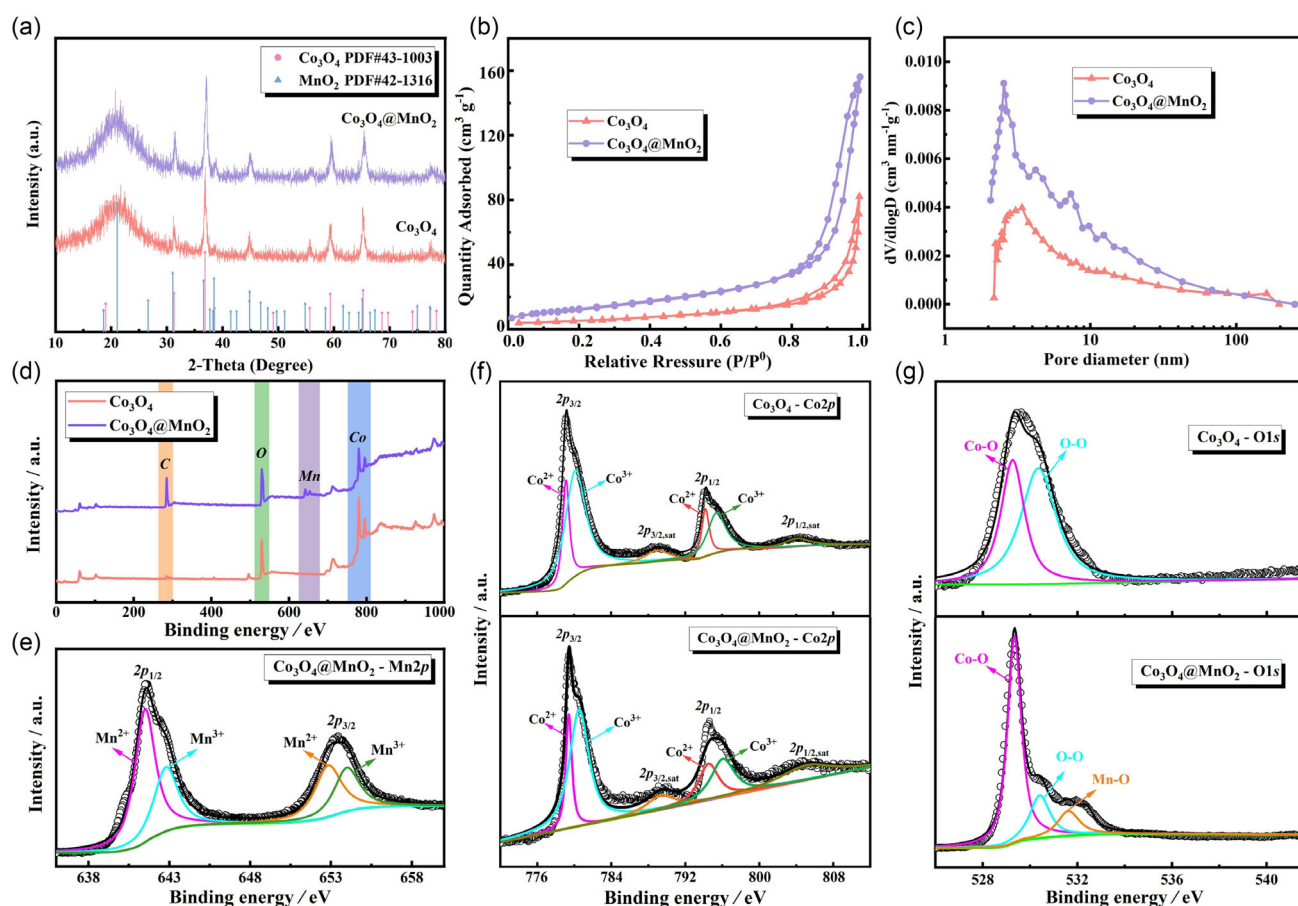 (a)
Intensity (a.u.)
Co₃O₄ PDF#43-1003
MnO₂ PDF#42-1316
Co₃O₄@MnO₂
Co₃O₄
10 20 30 40 50 60 70 80
2-Theta (Degree)
(b)
Quantity Adsorbed (cm³ g⁻¹)
160
120
80
40
0
Co₃O₄
Co₃O₄@MnO₂
0.0 0.2 0.4 0.6 0.8 1.0
Relative Rressure (P/P⁰)
(c)
dV/dlogD (cm³ nm⁻¹g⁻¹)
0.010
0.008
0.006
0.004
0.002
0.000
Co₃O₄
Co₃O₄@MnO₂
1 10 100
Pore diameter (nm)
(d)
Intensity / a.u.
Co₃O₄
Co₃O₄@MnO₂
C
O
Mn
Co
0 200 400 600 800 1000
Binding energy / eV
(e)
Intensity / a.u.
Co₃O₄@MnO₂ - Mn2p
2p₁/₂
Mn²⁺
Mn³⁺
2p₃/₂
Mn²⁺
Mn³⁺
638 643 648 653 658
Binding energy / eV
(f)
Intensity / a.u.
Co₃O₄ - Co2p
2p₃/₂
Co²⁺
Co³⁺
2p₃/₂,sat
2p₁/₂
Co²⁺
Co³⁺
2p₁/₂,sat
Co₃O₄@MnO₂ - Co2p
2p₃/₂
Co²⁺
Co³⁺
2p₃/₂,sat
2p₁/₂
Co²⁺
Co³⁺
2p₁/₂,sat
776 784 792 800 808
Binding energy / eV
(g)
Intensity / a.u.
Co₃O₄ - O1s
Co-O
O-O
Co₃O₄@MnO₂ - O1s
Co-O
O-O
Mn-O
528 532 536 540
Binding energy / eV